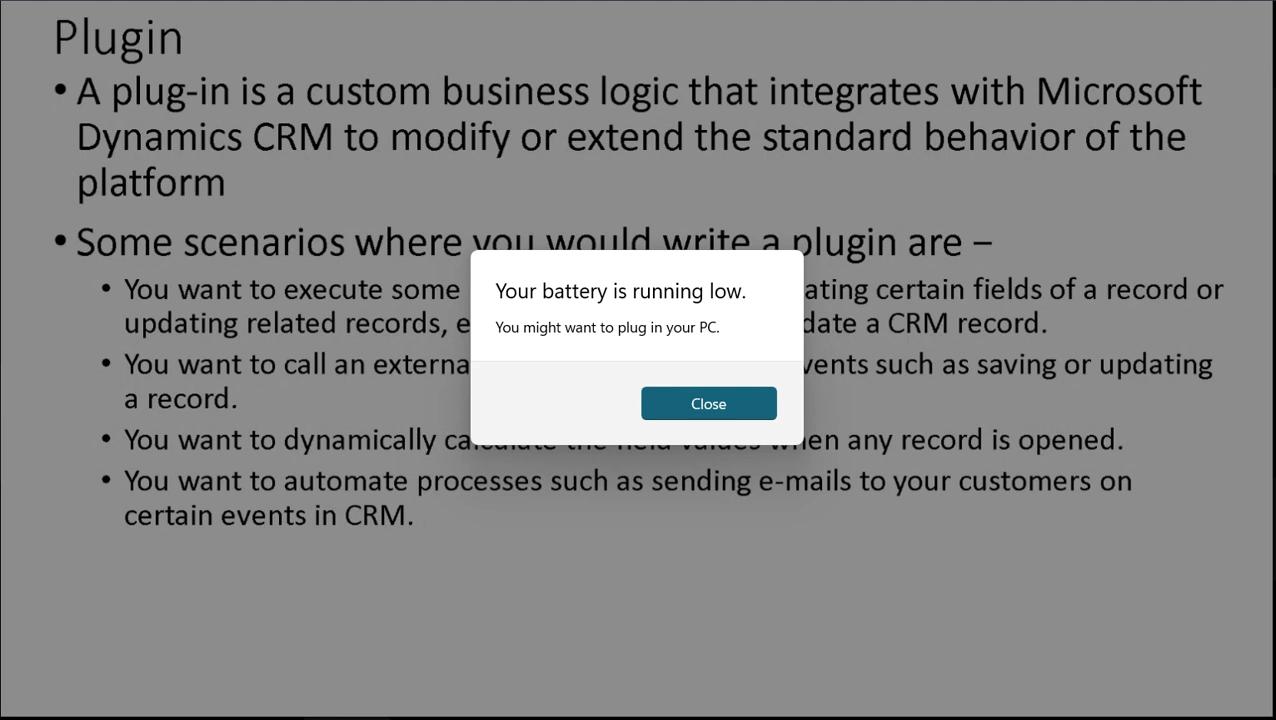 Plugin
• A plug-in is a custom business logic that integrates with Microsoft
Dynamics CRM to modify or extend the standard behavior of the
platform
• Some scenarios where you would write a plugin are –
• You want to execute some ating certain fields of a record or
updating related records, e date a CRM record.
• You want to call an externa vents such as saving or updating
a record.
• You want to dynamically calculate the field values when any record is opened.
• You want to automate processes such as sending e-mails to your customers on
certain events in CRM.
Your battery is running low.
You might want to plug in your PC.
Close